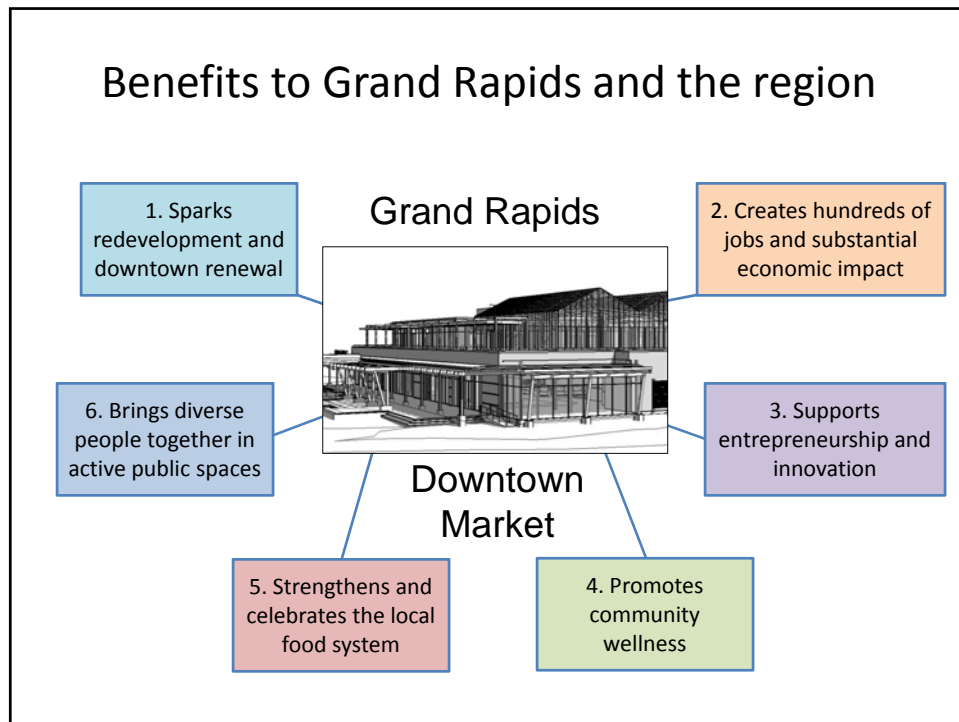 Benefits to Grand Rapids and the region
Grand Rapids
Downtown
Market
1. Sparks
redevelopment and
downtown renewal
2. Creates hundreds of
jobs and substantial
economic impact
3. Supports
entrepreneurship and
innovation
4. Promotes
community
wellness
5. Strengthens and
celebrates the local
food system
6. Brings diverse
people together in
active public spaces